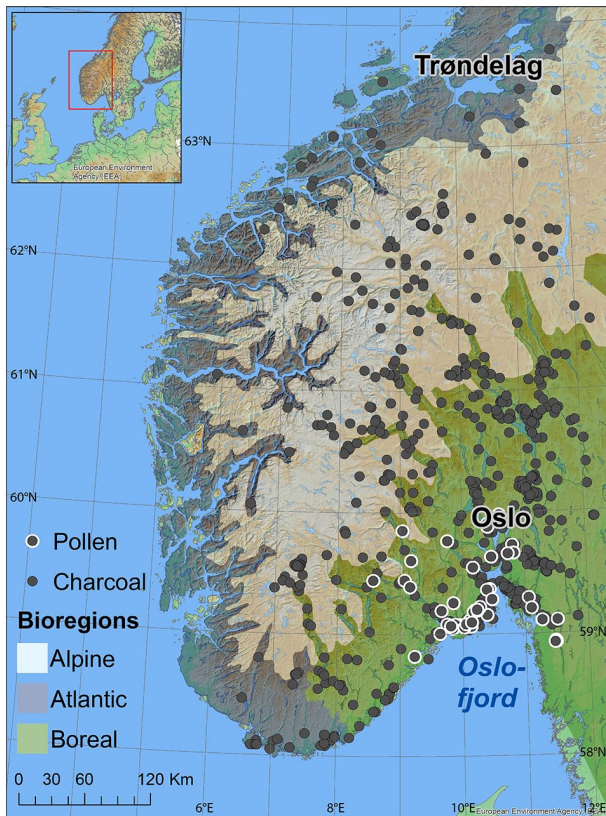 European Environment
Agency (EEA)
Trøndelag
63°N
62°N
61°N
60°N
Oslo
Pollen
Charcoal
Bioregions
Alpine
Atlantic
Boreal
59°N
Oslo-
fjord
58°N
0 30 60 120 Km
6°E 8°E 10°E 12°E
European Environment Agency (EEA)